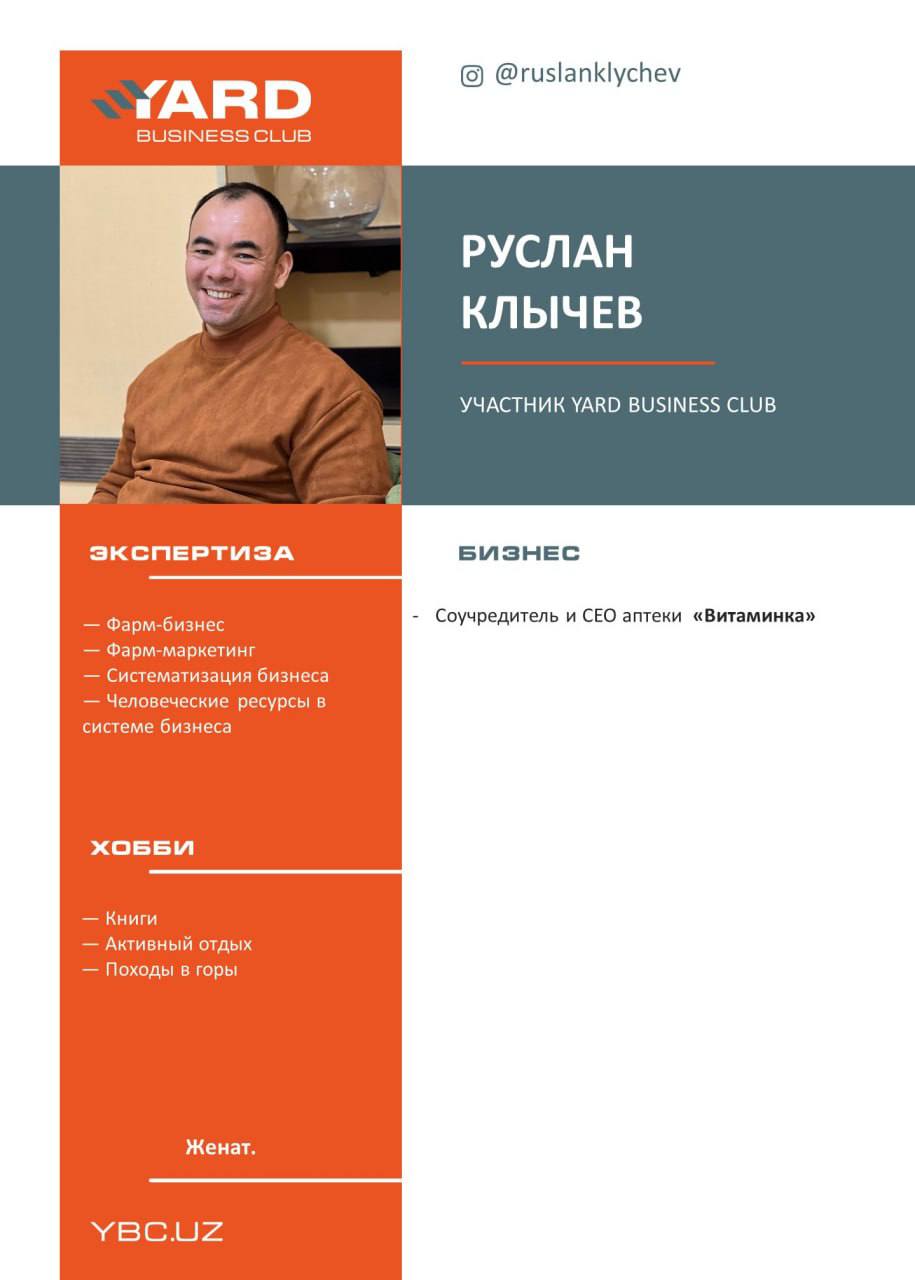 YARD
BUSINESS CLUB
@ruslanklychev
РУСЛАН
КЛЫЧЕВ
УЧАСТНИК YARD BUSINESS CLUB
ЭКСПЕРТИЗА
— Фарм-бизнес
— Фарм-маркетинг
— Систематизация бизнеса
— Человеческие ресурсы в
системе бизнеса
ХОББИ
— Книги
— Активный отдых
— Походы в горы
Женат.
YBC.UZ
БИЗНЕС
- Соучредитель и CEO аптеки «Витаминка»